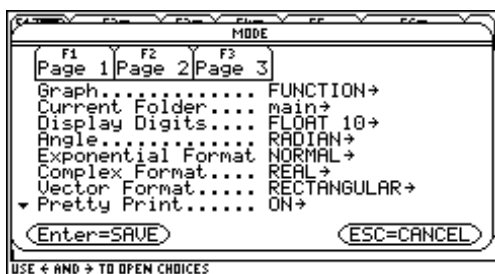 MODE
F1 F2 F3
Page 1 Page 2 Page 3
Graph............. FUNCTION→
Current Folder.... main→
Display Digits.... FLOAT 10→
Angle............. RADIAN→
Exponential Format NORMAL→
Complex Format.... REAL→
Vector Format..... RECTANGULAR→
▼ Pretty Print...... ON→
Enter=SAVE ESC=CANCEL
USE ← AND → TO OPEN CHOICES